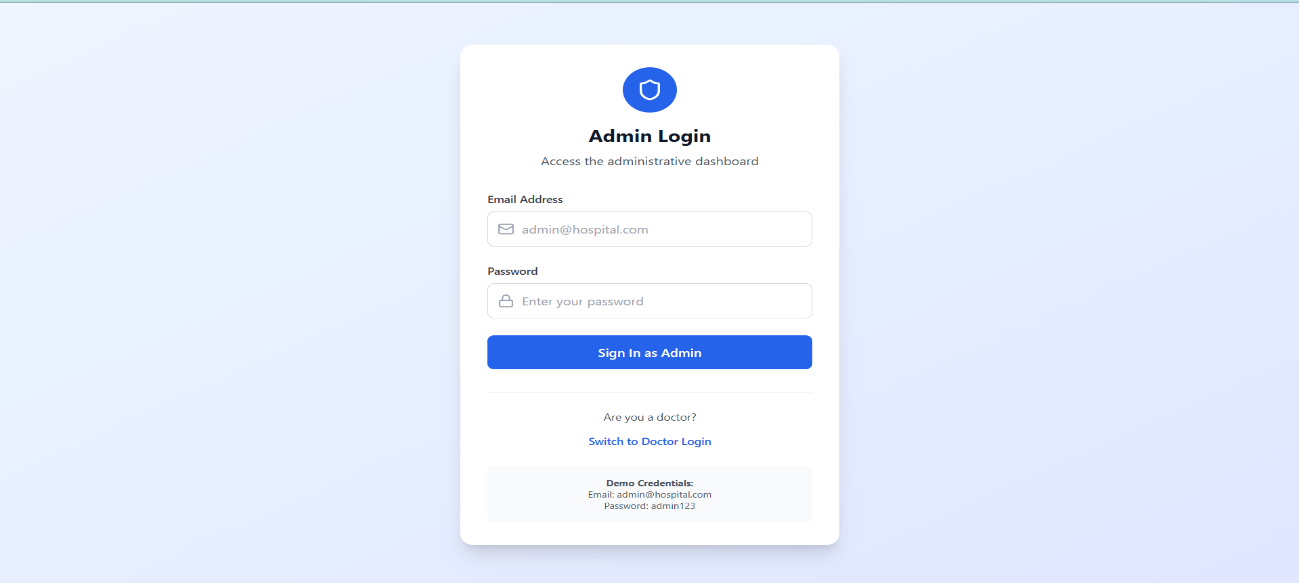 Admin Login
Access the administrative dashboard
Email Address
admin@hospital.com
Password
Enter your password
Sign In as Admin
Are you a doctor?
Switch to Doctor Login
Demo Credentials:
Email: admin@hospital.com
Password: admin123